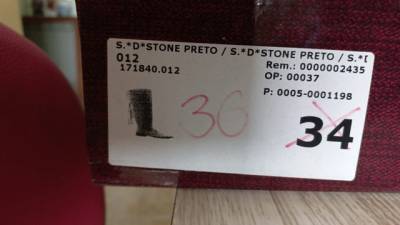 S.*D*STONE PRETO / S.*D*STONE PRETO / S.*D
012
Rem.: 0000002435
171840.012
OP: 00037
P: 0005-0001198
36
34